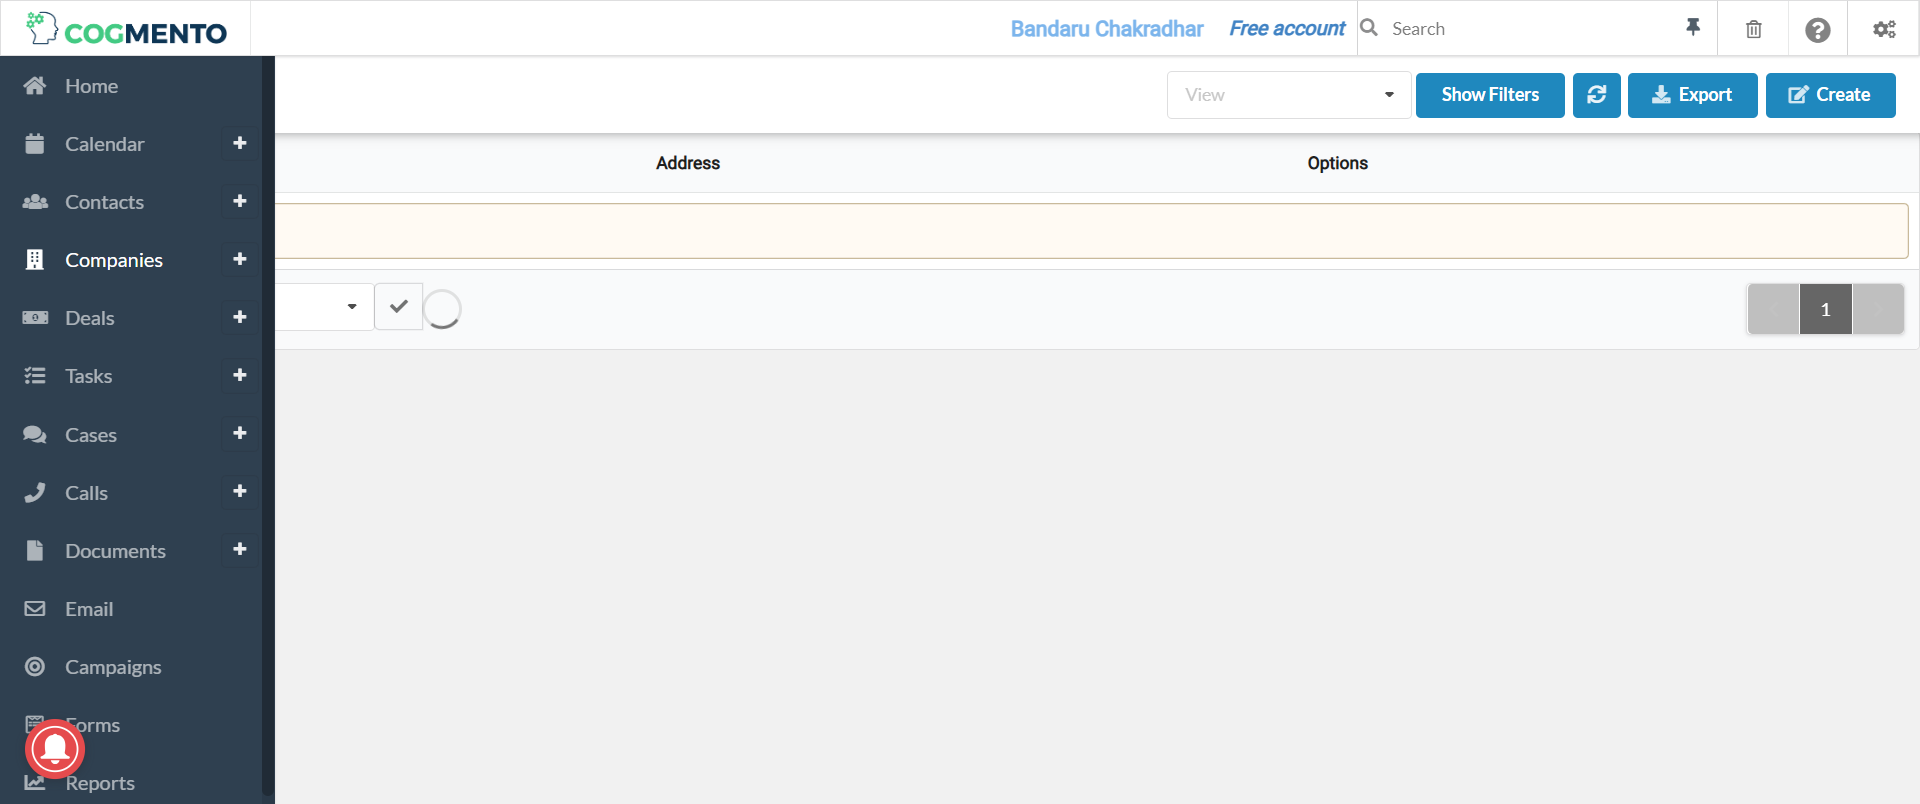 COGMENTO
Bandaru Chakradhar
Free account
Search
Home
Calendar
Contacts
Companies
Deals
Tasks
Cases
Calls
Documents
Email
Campaigns
Forms
Reports
View
Show Filters
Export
Create
Address
Options
1